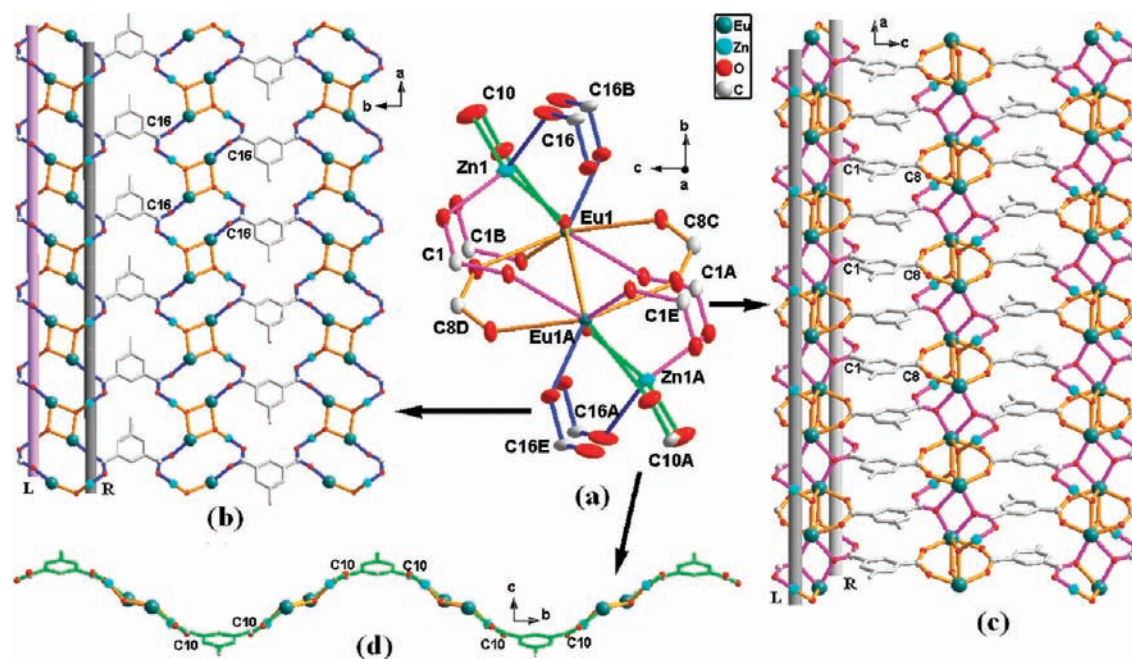 C16
C16
C16
C16
L
R
(b)
a
b
C10
C16B
C16
Zn1
b
c
a
Eu1
C8C
C1B
C1
C1A
C1E
C8D
Eu1A
Zn1A
C16A
C16E
C10A
(a)
Eu
Zn
O
C
a
c
C1
C8
C1
C8
C1
C8
L
R
(c)
C10
C10
C10
C10
C10
C10
c
b
(d)